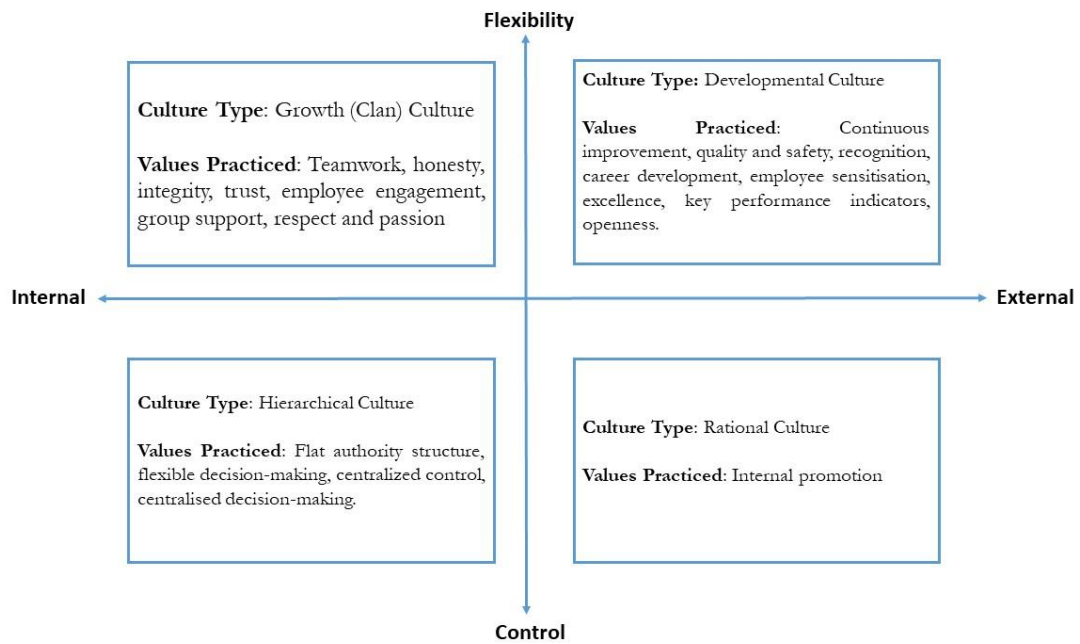 Flexibility
Culture Type: Growth (Clan) Culture
Values Practiced: Teamwork, honesty,
integrity, trust, employee engagement,
group support, respect and passion
Culture Type: Developmental Culture
Values Practiced: Continuous
improvement, quality and safety, recognition,
career development, employee sensitisation,
excellence, key performance indicators,
openness.
Internal
External
Culture Type: Hierarchical Culture
Values Practiced: Flat authority structure,
flexible decision-making, centralized control,
centralised decision-making.
Culture Type: Rational Culture
Values Practiced: Internal promotion
Control